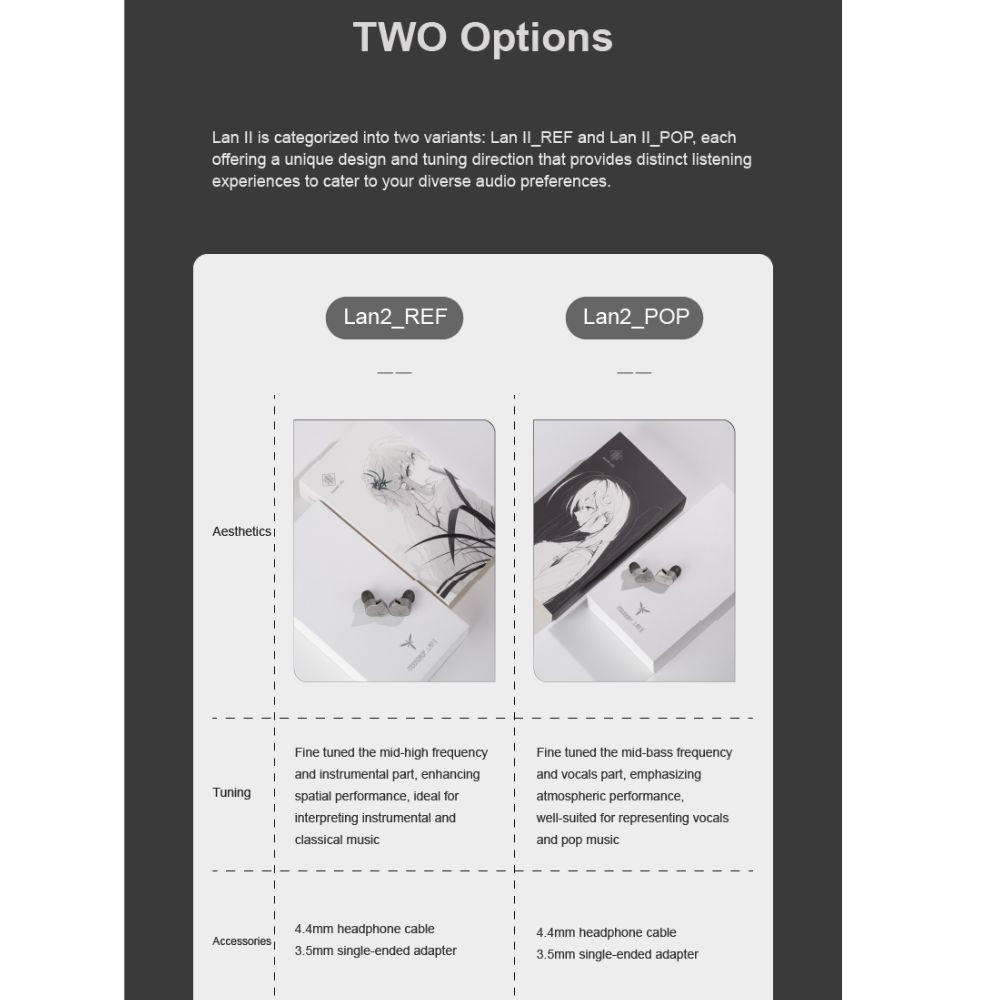 TWO Options
Lan II is categorized into two variants: Lan II_REF and Lan II_POP, each
offering a unique design and tuning direction that provides distinct listening
experiences to cater to your diverse audio preferences.
Lan2_REF
Lan2_POP
Aesthetics
Tuning
Fine tuned the mid-high frequency
and instrumental part, enhancing
spatial performance, ideal for
interpreting instrumental and
classical music
Fine tuned the mid-bass frequency
and vocals part, emphasizing
atmospheric performance,
well-suited for representing vocals
and pop music
Accessories
4.4mm headphone cable
3.5mm single-ended adapter
4.4mm headphone cable
3.5mm single-ended adapter